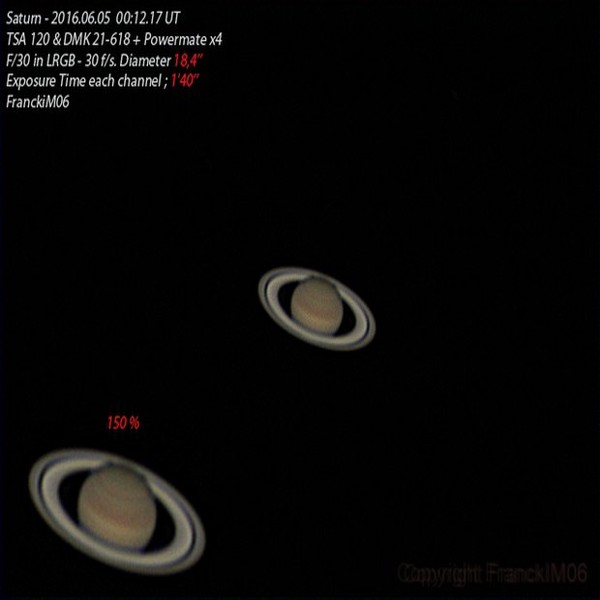 Saturn - 2016.06.05 00:12.17 UT
TSA 120 & DMK 21-618 + Powermate x4
F/30 in LRGB - 30 f/s. Diameter 18,4”
Exposure Time each channel ; 1'40”
FranckiM06
150 %
Copyright FranckIM06